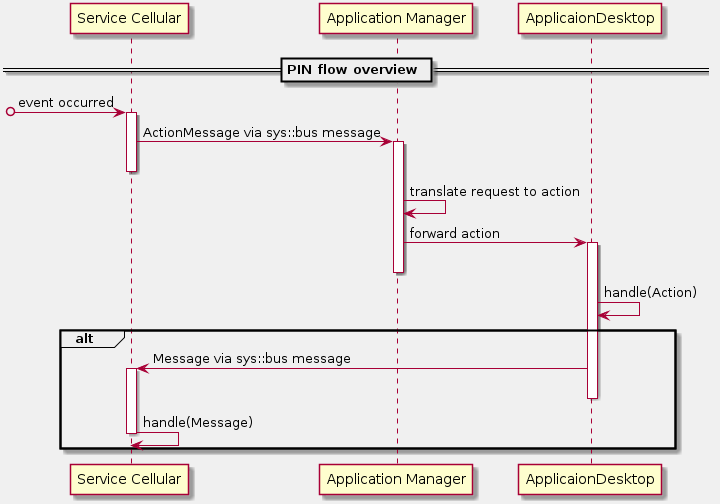 Service Cellular
Application Manager
ApplicaionDesktop
PIN flow overview
event occurred
ActionMessage via sys::bus message
translate request to action
forward action
handle(Action)
alt
Message via sys::bus message
handle(Message)
Service Cellular
Application Manager
ApplicaionDesktop